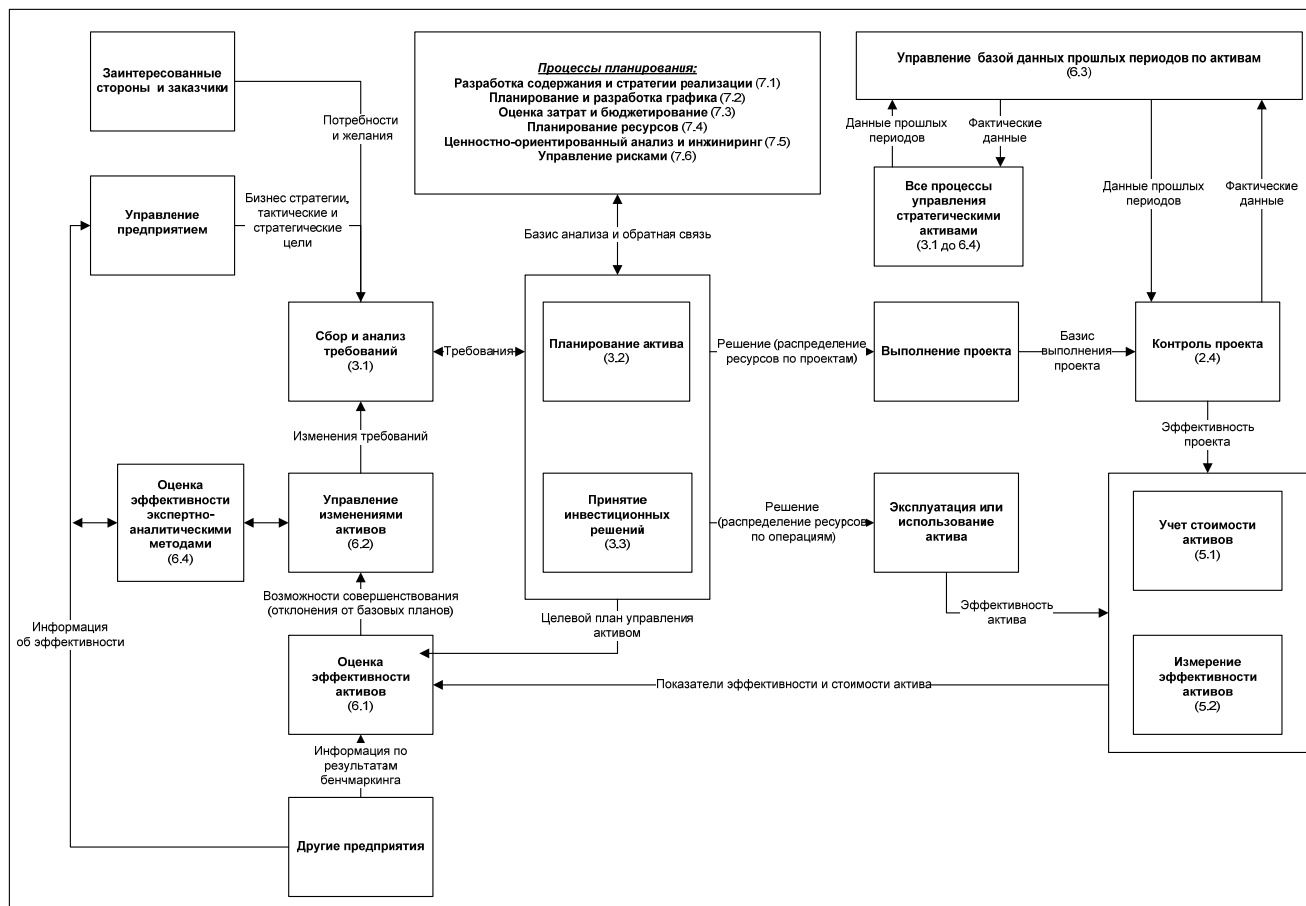 Заинтересованные
стороны и заказчики
Процессы планирования:
Разработка содержания и стратегии реализации (7.1)
Планирование и разработка графика (7.2)
Оценка затрат и бюджетирование (7.3)
Планирование ресурсов (7.4)
Ценностно-ориентированный анализ и инжиниринг (7.5)
Управление рисками (7.6)
Управление базой данных прошлых периодов по активам
(6.3)
Потребности
и желания
Данные прошлых
периодов
Фактические
данные
Управление
предприятием
Бизнес стратегии,
тактические и
стратегические
цели
Все процессы
управления
стратегическими
активами
(3.1 до 6.4)
Данные прошлых
периодов
Фактические
данные
Базис анализа и обратная связь
Сбор и анализ
требований
(3.1)
Требования
Планирование актива
(3.2)
Решение (распределение
ресурсов по проектам)
Выполнение проекта
Базис
выполнения
проекта
Контроль проекта
(2.4)
Изменения требований
Эффективность
проекта
Оценка
эффективности
экспертно-
аналитическими
методами
(6.4)
Управление
изменениями
активов
(6.2)
Принятие
инвестиционных
решений
(3.3)
Решение
(распределение ресурсов
по операциям)
Эксплуатация или
использование
актива
Учет стоимости
активов
(5.1)
Возможности совершенствования
(отклонения от базовых планов)
Целевой план управления
активом
Эффективность
актива
Информация
об эффективности
Оценка
эффективности
активов
(6.1)
Показатели эффективности и стоимости актива
Измерение
эффективности
активов
(5.2)
Информация по
результатам
бенчмаркинга
Другие предприятия